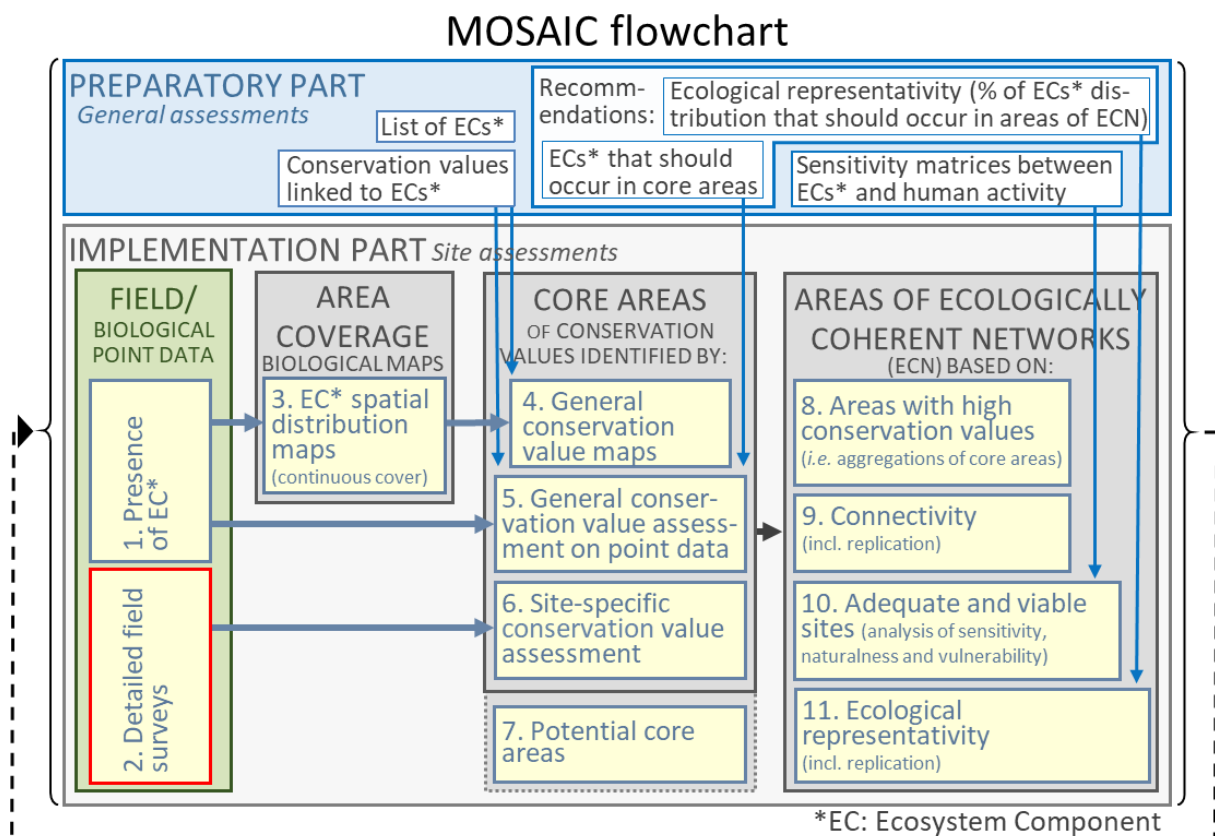 MOSAIC flowchart
PREPARATORY PART
General assessments
List of ECs*
Conservation values
linked to ECs*
Recomm-
endations:
Ecological representativity (% of ECs* dis-
tribution that should occur in areas of ECN)
ECs* that should
occur in core areas
Sensitivity matrices between
ECs* and human activity
IMPLEMENTATION PART Site assessments
FIELD/
BIOLOGICAL
POINT DATA
1. Presence
of EC*
2. Detailed field
surveys
AREA
COVERAGE
BIOLOGICAL MAPS
3. EC* spatial
distribution
maps
(continuous cover)
CORE AREAS
OF CONSERVATION
VALUES IDENTIFIED BY:
4. General
conservation
value maps
5. General conser-
vation value assess-
ment on point data
6. Site-specific
conservation value
assessment
7. Potential core
areas
AREAS OF ECOLOGICALLY
COHERENT NETWORKS
(ECN) BASED ON:
8. Areas with high
conservation values
(i.e. aggregations of core areas)
9. Connectivity
(incl. replication)
10. Adequate and viable
sites (analysis of sensitivity,
naturalness and vulnerability)
11. Ecological
representativity
(incl. replication)
*EC: Ecosystem Component